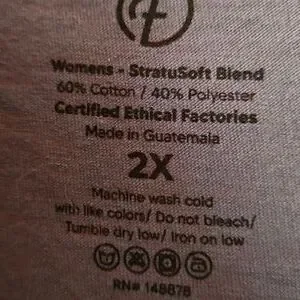 Womens - StratuSoft Blend
60% Cotton / 40% Polyester
Certified Ethical Factories
Made in Guatemala
2X
Machine wash cold
with like colors/ Do not bleach/
Tumble dry low/ Iron on low
RN# 148878